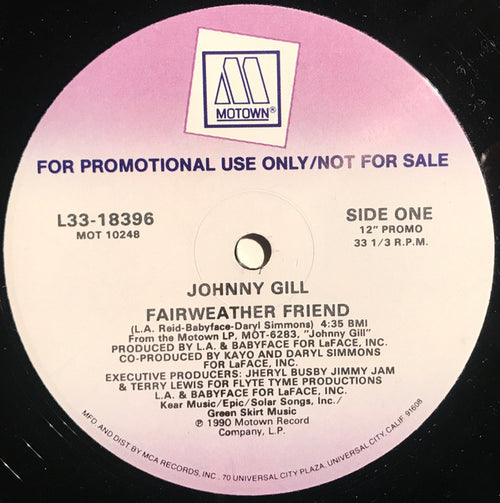 MOTOWN®
FOR PROMOTIONAL USE ONLY/NOT FOR SALE
L33-18396
MOT 10248
SIDE ONE
12" PROMO
33 1/3 R.P.M.
JOHNNY GILL
FAIRWEATHER FRIEND
(L.A. Reid-Babyface-Daryl Simmons) 4:35 BMI
From the Motown LP, MOT-6283, "Johnny Gill"
PRODUCED BY L.A. & BABYFACE FOR LaFACE, INC.
CO-PRODUCED BY KAYO AND DARYL SIMMONS
FOR LaFACE, INC.
EXECUTIVE PRODUCERS: JHERYL BUSBY JIMMY JAM
& TERRY LEWIS FOR FLYTE TYME PRODUCTIONS
L.A. & BABYFACE FOR LaFACE, INC.
Kear Music/Epic/Solar Songs, Inc./
Green Skirt Music
℗ 1990 Motown Record
Company, L.P.
MFD. AND DIST. BY MCA RECORDS, INC., 70 UNIVERSAL CITY PLAZA, UNIVERSAL CITY, CALIF. 91608